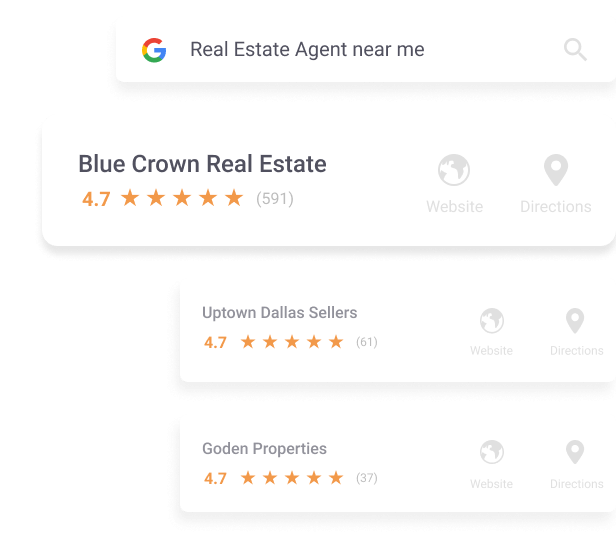 Real Estate Agent near me
Blue Crown Real Estate
4.7 (591)
Website Directions
Uptown Dallas Sellers
4.7 (61)
Website Directions
Goden Properties
4.7 (37)
Website Directions